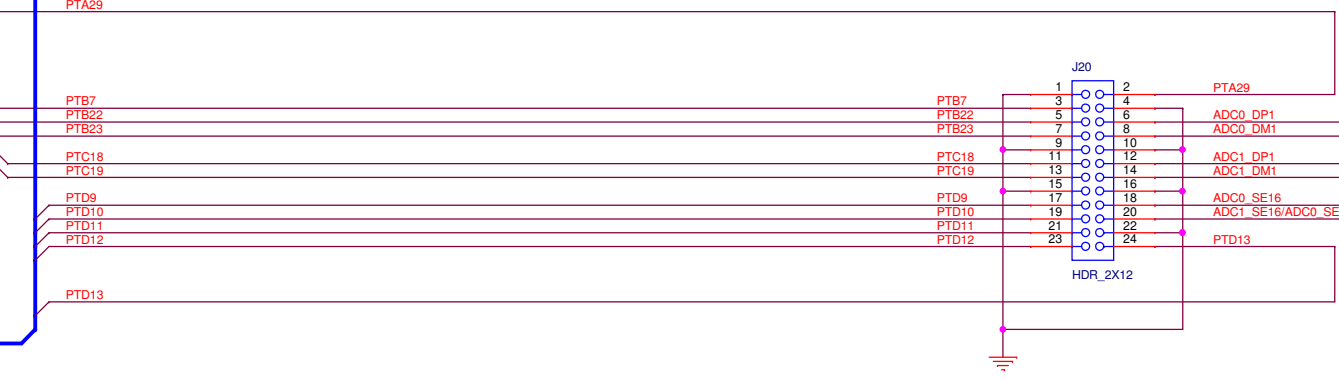 PTA29
J20
1 2 PTA29
PTB7 PTB7 3 4
PTB22 PTB22 5 6 ADC0_DP1
PTB23 PTB23 7 8 ADC0_DM1
9 10
PTC18 PTC18 11 12 ADC1_DP1
PTC19 PTC19 13 14 ADC1_DM1
15 16
PTD9 PTD9 17 18 ADC0_SE16
PTD10 PTD10 19 20 ADC1_SE16/ADC0_SE
PTD11 PTD11 21 22
PTD12 PTD12 23 24 PTD13
HDR_2X12
PTD13